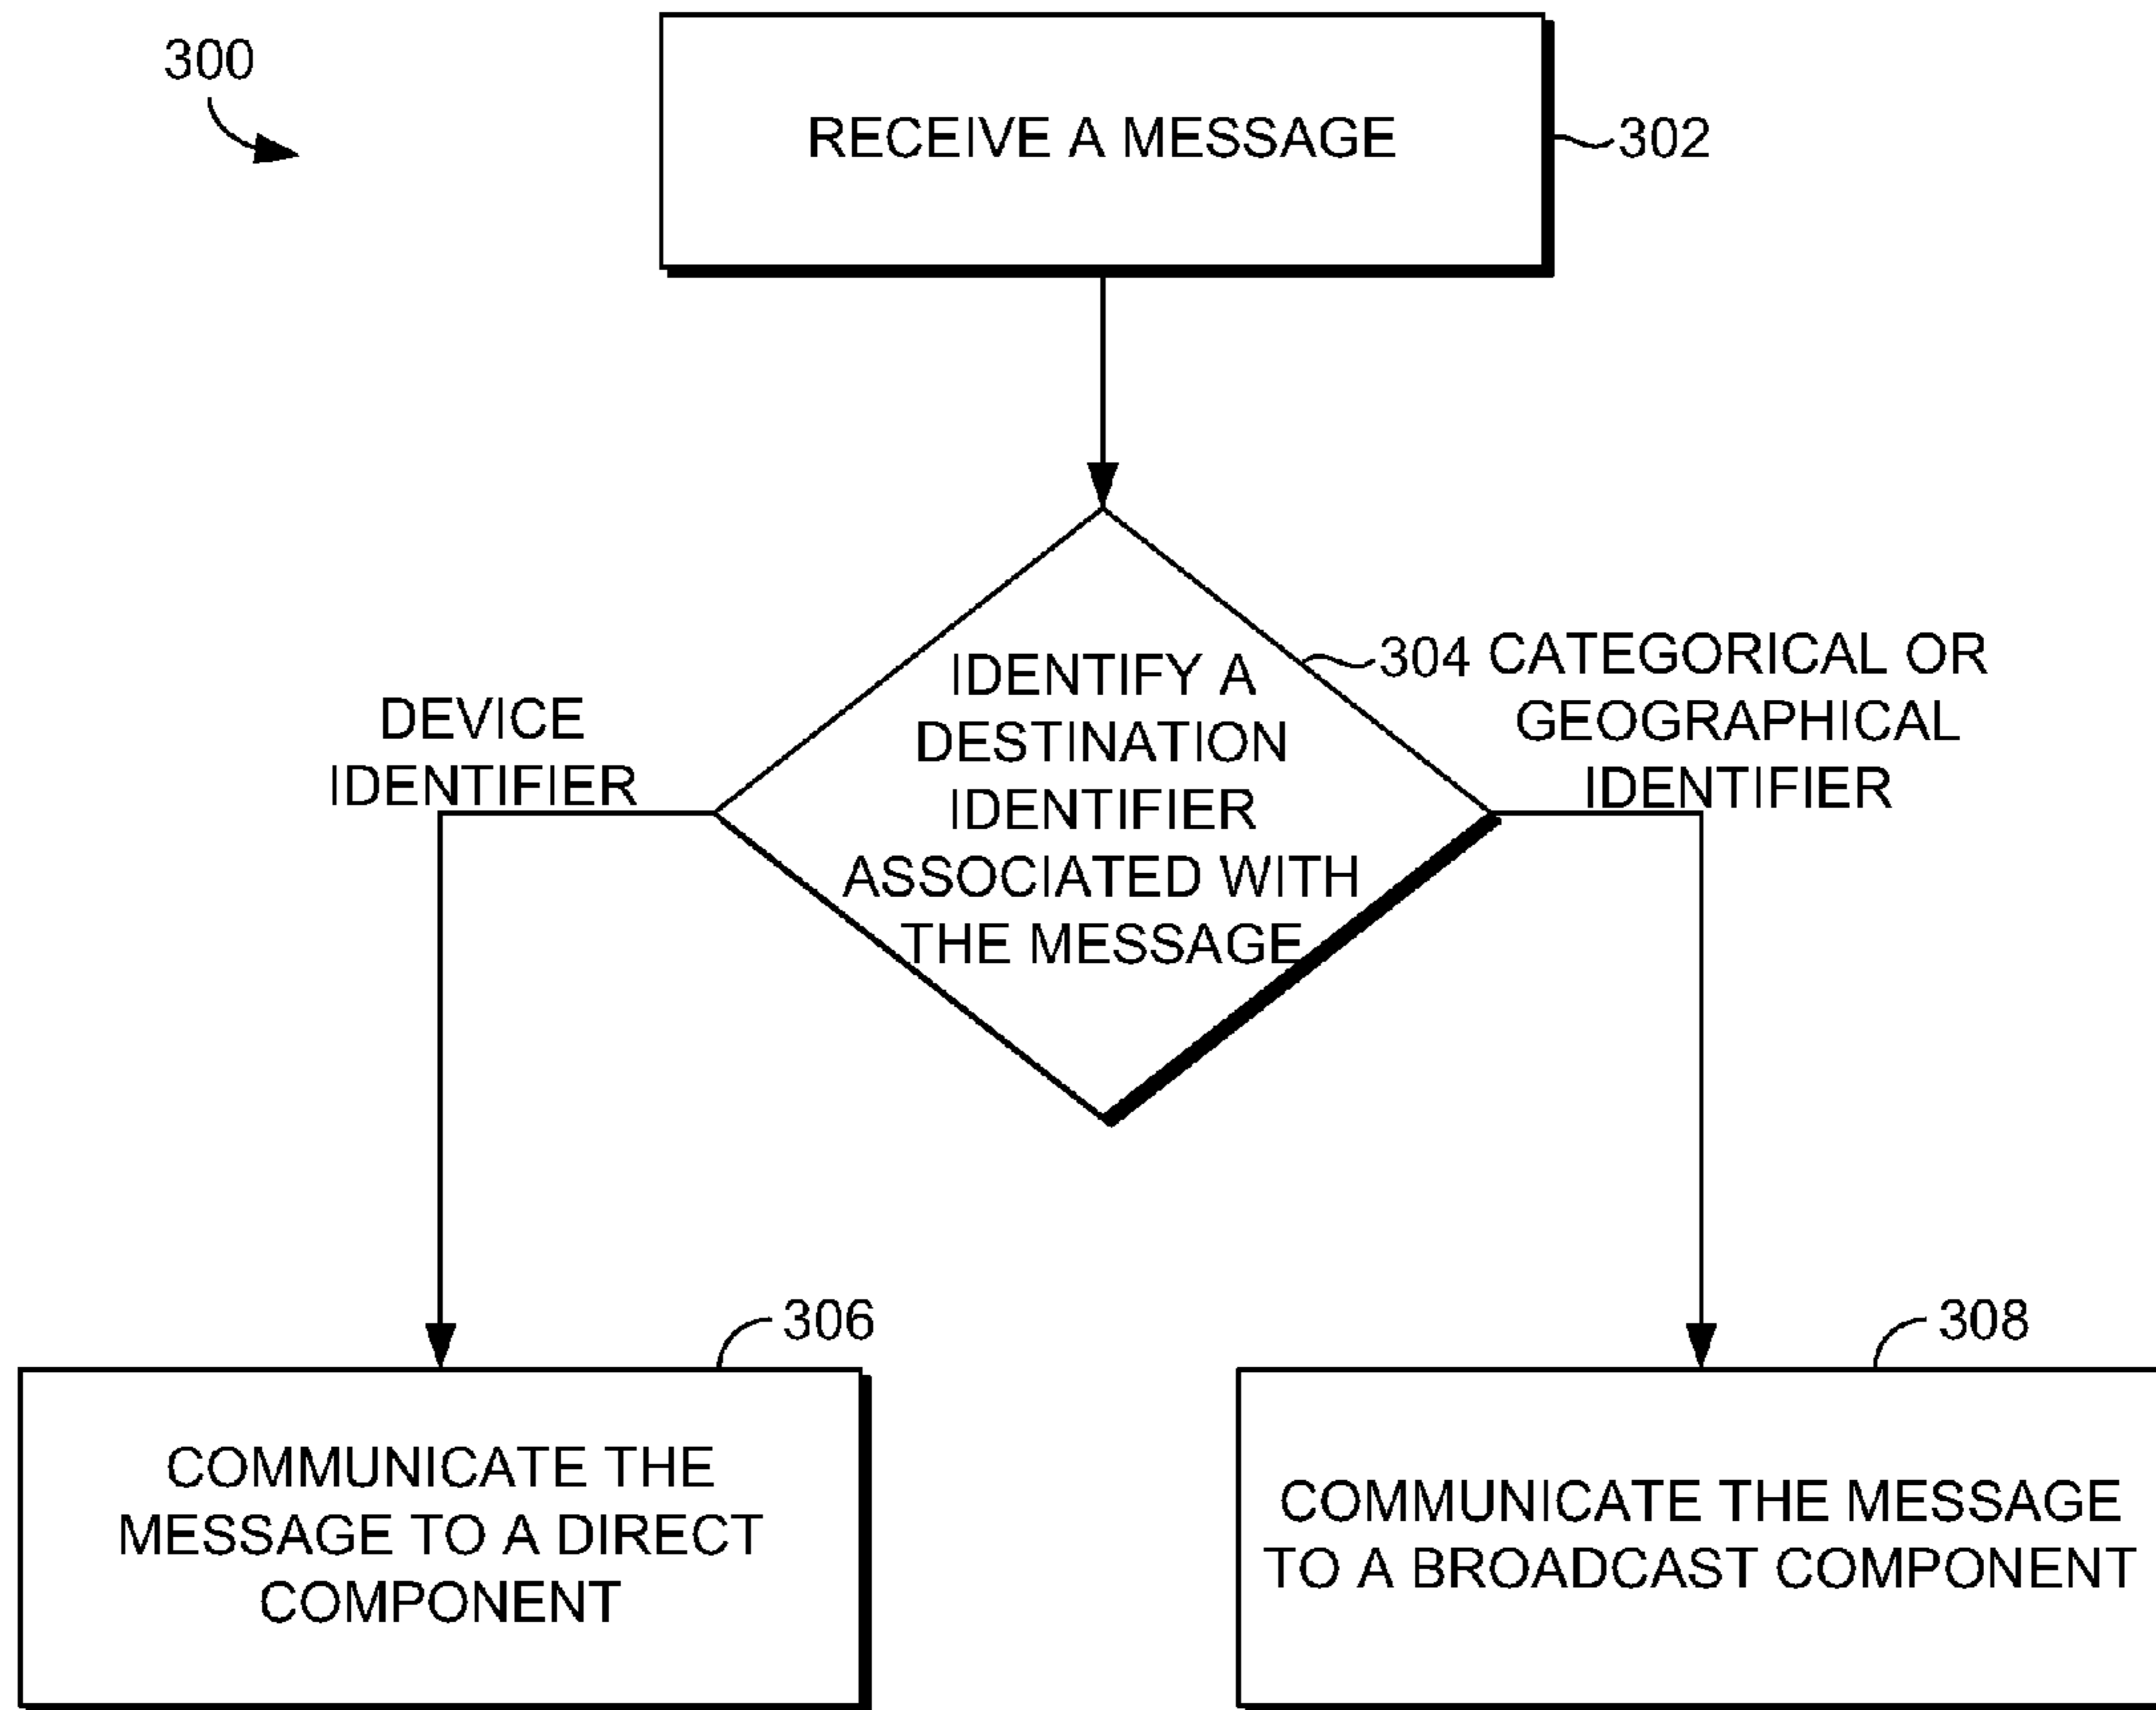 300
RECEIVE A MESSAGE
302
IDENTIFY A
DESTINATION
IDENTIFIER
ASSOCIATED WITH
THE MESSAGE
304
CATEGORICAL OR
GEOGRAPHICAL
IDENTIFIER
DEVICE
IDENTIFIER
306
COMMUNICATE THE
MESSAGE TO A DIRECT
COMPONENT
308
COMMUNICATE THE MESSAGE
TO A BROADCAST COMPONENT